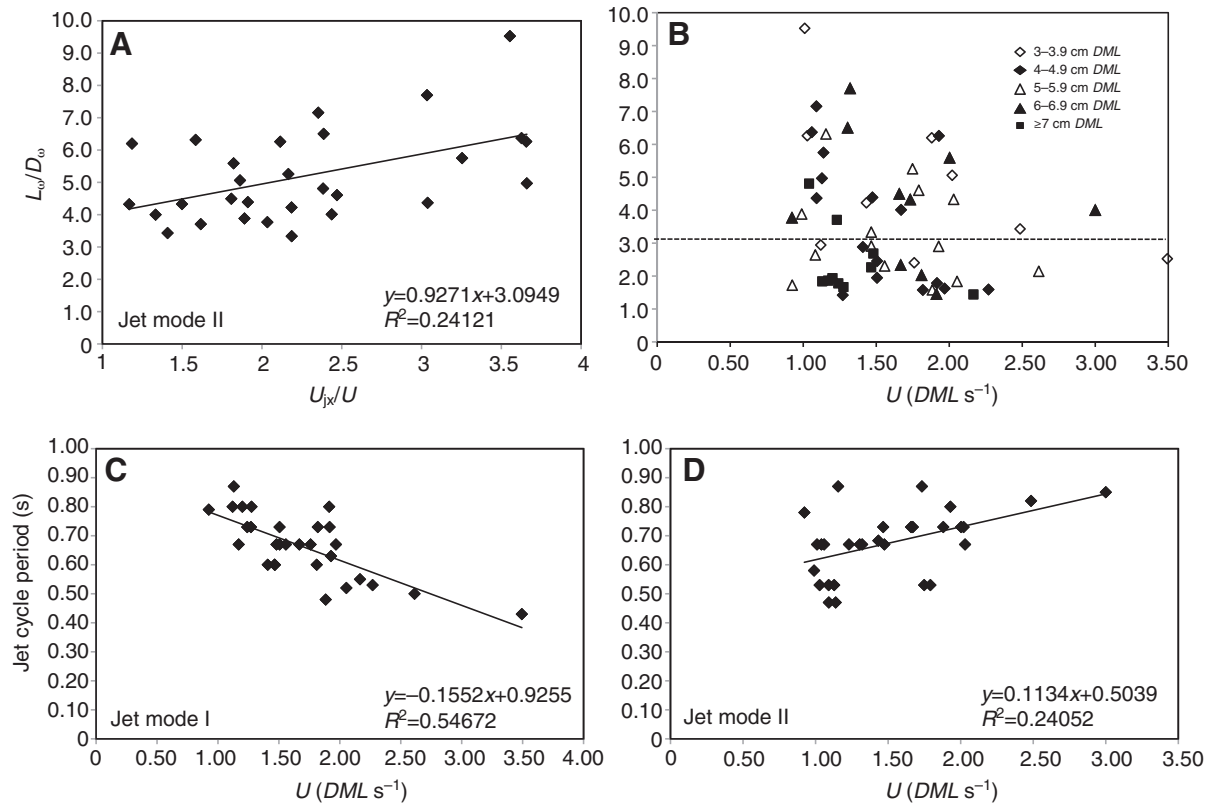 A
10.0
9.0
8.0
7.0
6.0
5.0
4.0
3.0
2.0
1.0
0
Lω/Dω
y=0.9271x+3.0949
R²=0.24121
Jet mode II
1 1.5 2 2.5 3 3.5 4
Ujx/U
B
10.0
9.0
8.0
7.0
6.0
5.0
4.0
3.0
2.0
1.0
0
3–3.9 cm DML
4–4.9 cm DML
5–5.9 cm DML
6–6.9 cm DML
≥7 cm DML
0 0.50 1.00 1.50 2.00 2.50 3.00 3.50
U (DML s⁻¹)
C
1.00
0.90
0.80
0.70
0.60
0.50
0.40
0.30
0.20
0.10
0
Jet cycle period (s)
y=–0.1552x+0.9255
R²=0.54672
Jet mode I
0 1.00 1.50 2.00 2.50 3.00 3.50 4.00
U (DML s⁻¹)
D
1.00
0.90
0.80
0.70
0.60
0.50
0.40
0.30
0.20
0.10
0
y=0.1134x+0.5039
R²=0.24052
Jet mode II
0.00 0.50 1.00 1.50 2.00 2.50 3.00 3.50
U (DML s⁻¹)